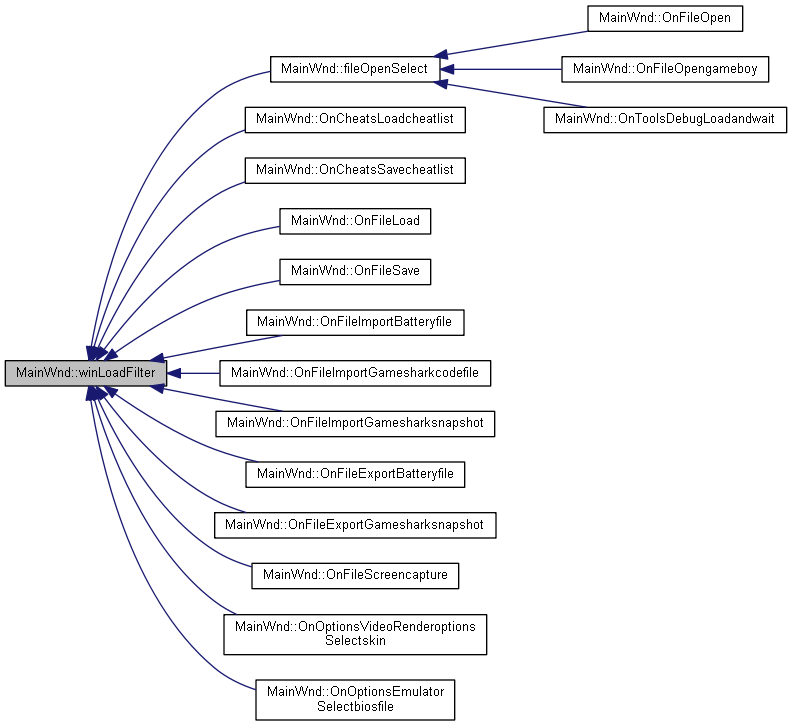 MainWnd::OnFileOpen
MainWnd::fileOpenSelect
MainWnd::OnFileOpengameboy
MainWnd::OnToolsDebugLoadandwait
MainWnd::OnCheatsLoadcheatlist
MainWnd::OnCheatsSavecheatlist
MainWnd::OnFileLoad
MainWnd::OnFileSave
MainWnd::OnFileImportBatteryfile
MainWnd::winLoadFilter
MainWnd::OnFileImportGamesharkcodefile
MainWnd::OnFileImportGamesharksnapshot
MainWnd::OnFileExportBatteryfile
MainWnd::OnFileExportGamesharksnapshot
MainWnd::OnFileScreencapture
MainWnd::OnOptionsVideoRenderoptions
Selectskin
MainWnd::OnOptionsEmulator
Selectbiosfile